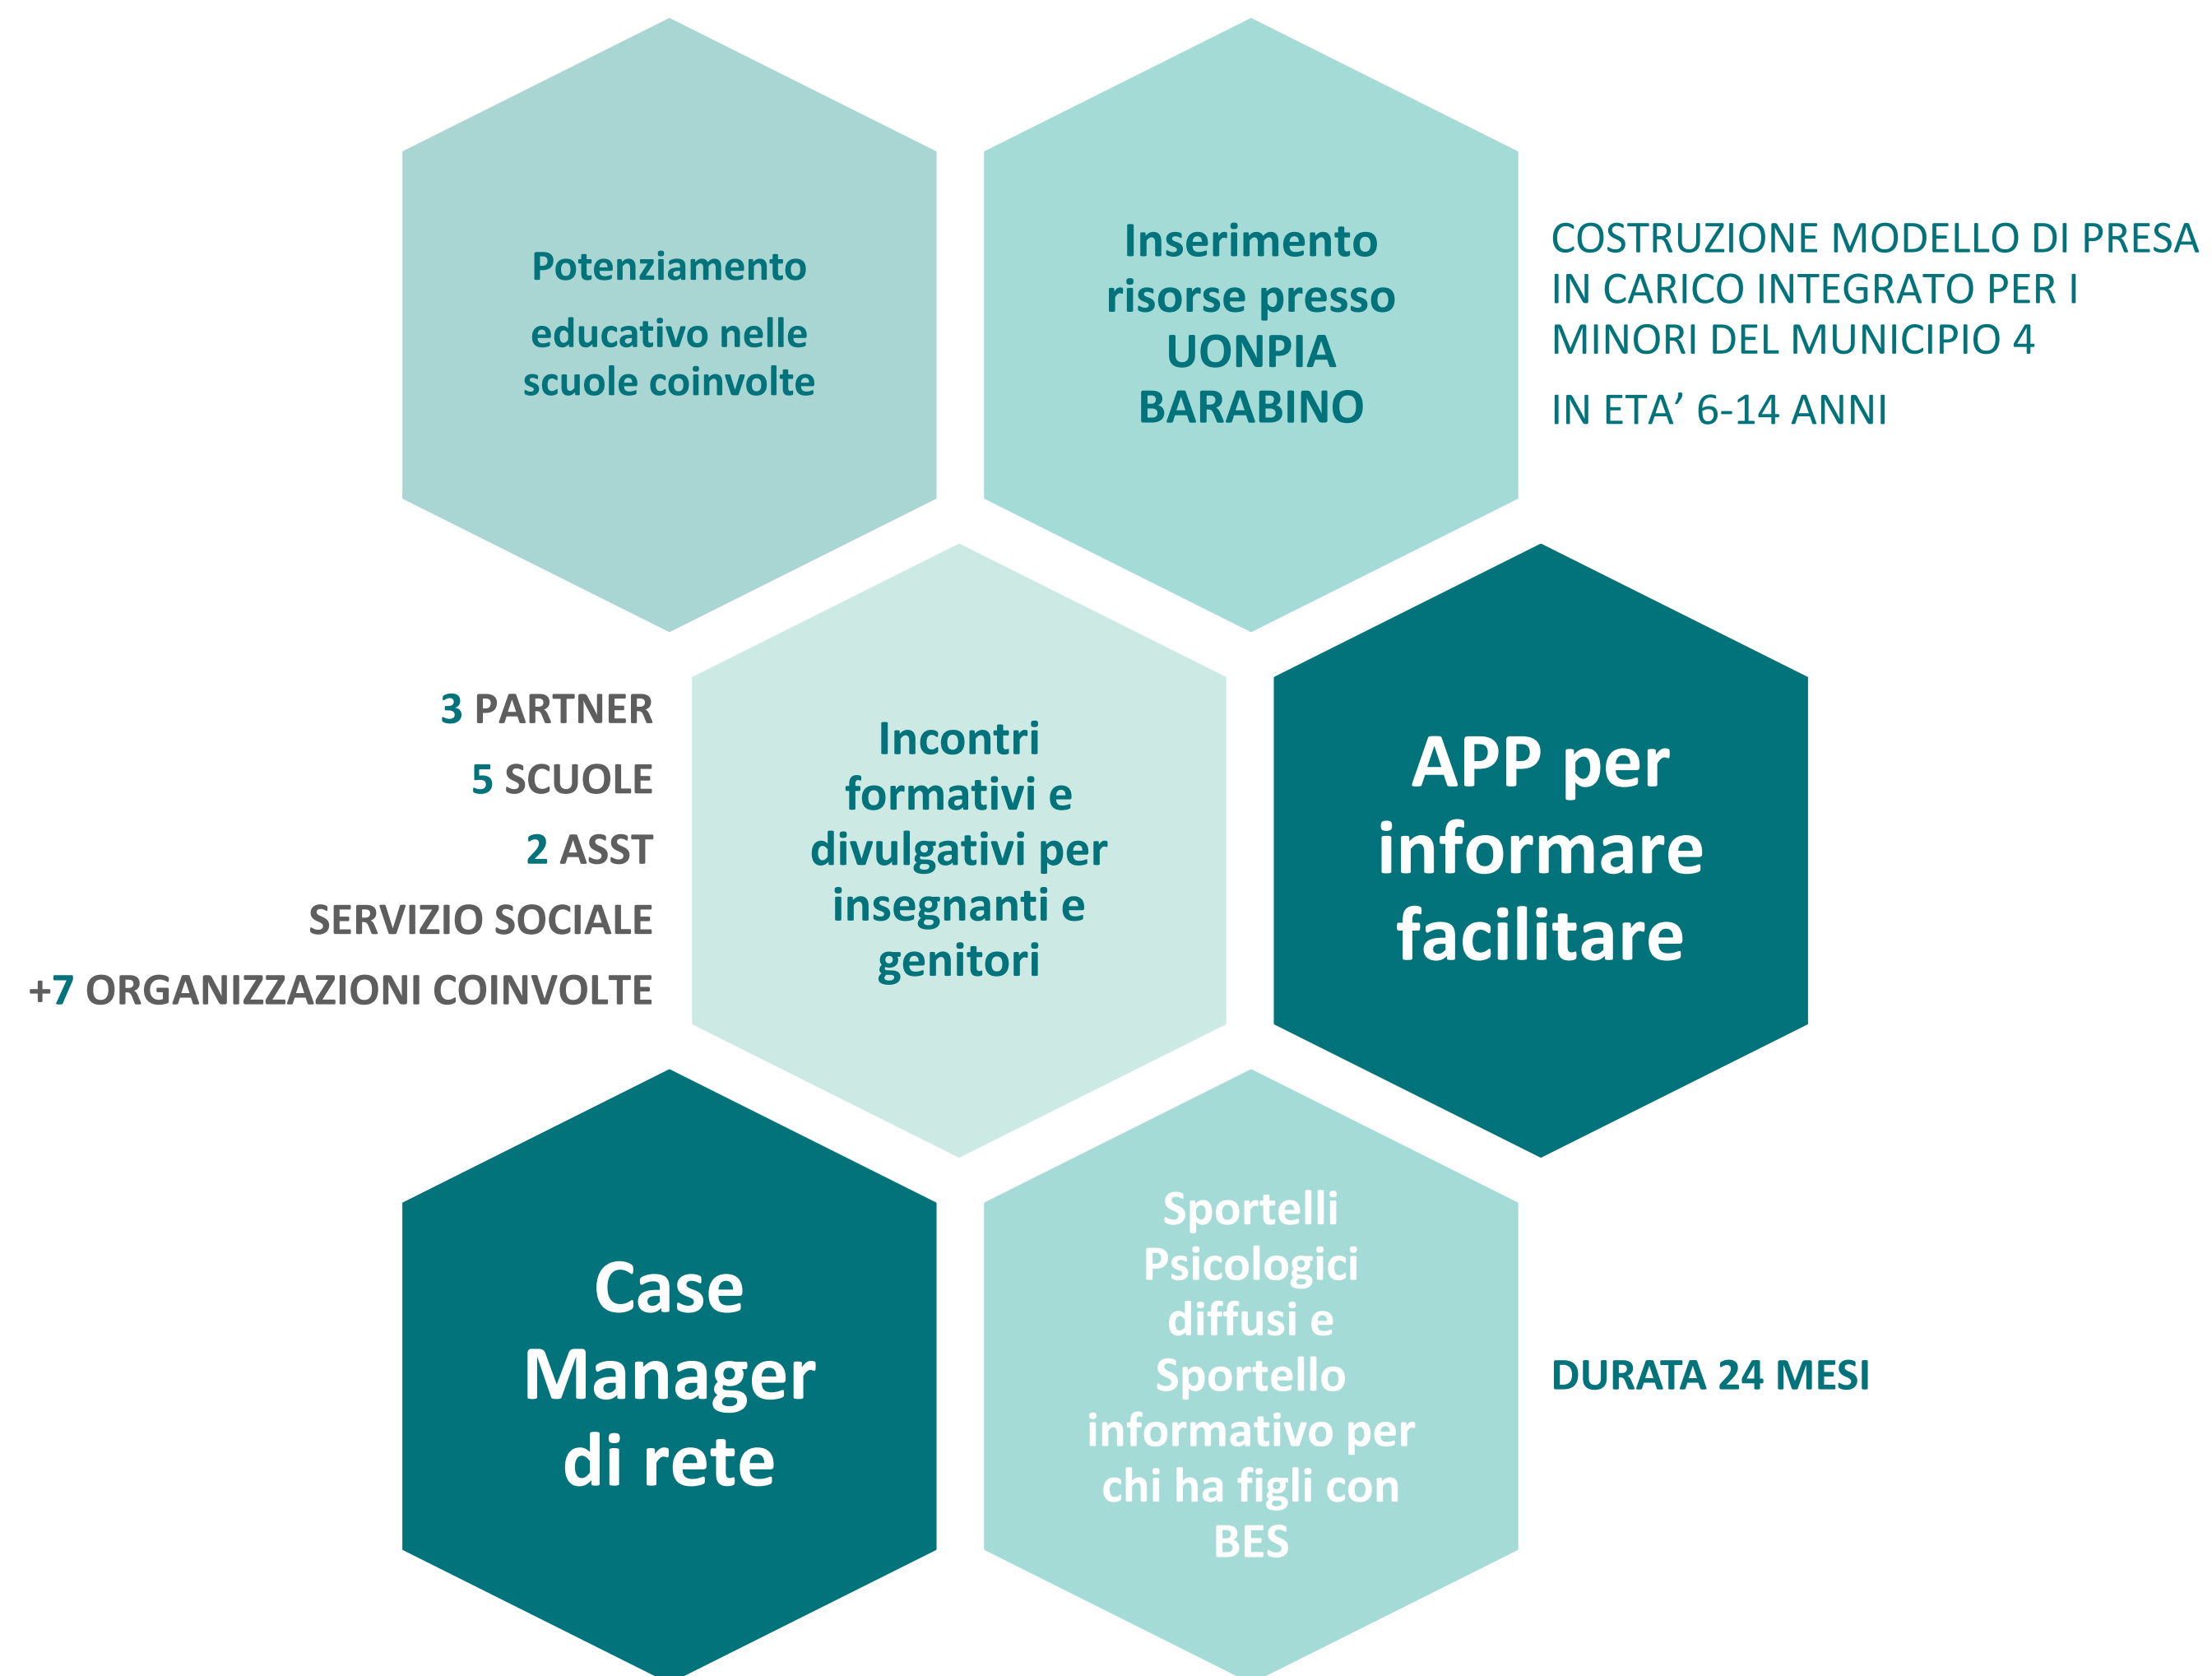 Potenziamento
educativo nelle
scuole coinvolte
Inserimento
risorse presso
UONPIA
BARABINO
COSTRUZIONE MODELLO DI PRESA
IN CARICO INTEGRATO PER I
MINORI DEL MUNICIPIO 4
IN ETA’ 6-14 ANNI
3 PARTNER
5 SCUOLE
2 ASST
SERVIZIO SOCIALE
+7 ORGANIZZAZIONI COINVOLTE
Incontri
formativi e
divulgativi per
insegnanti e
genitori
APP per
informare
facilitare
Case
Manager
di rete
Sportelli
Psicologici
diffusi e
Sportello
informativo per
chi ha figli con
BES
DURATA 24 MESI